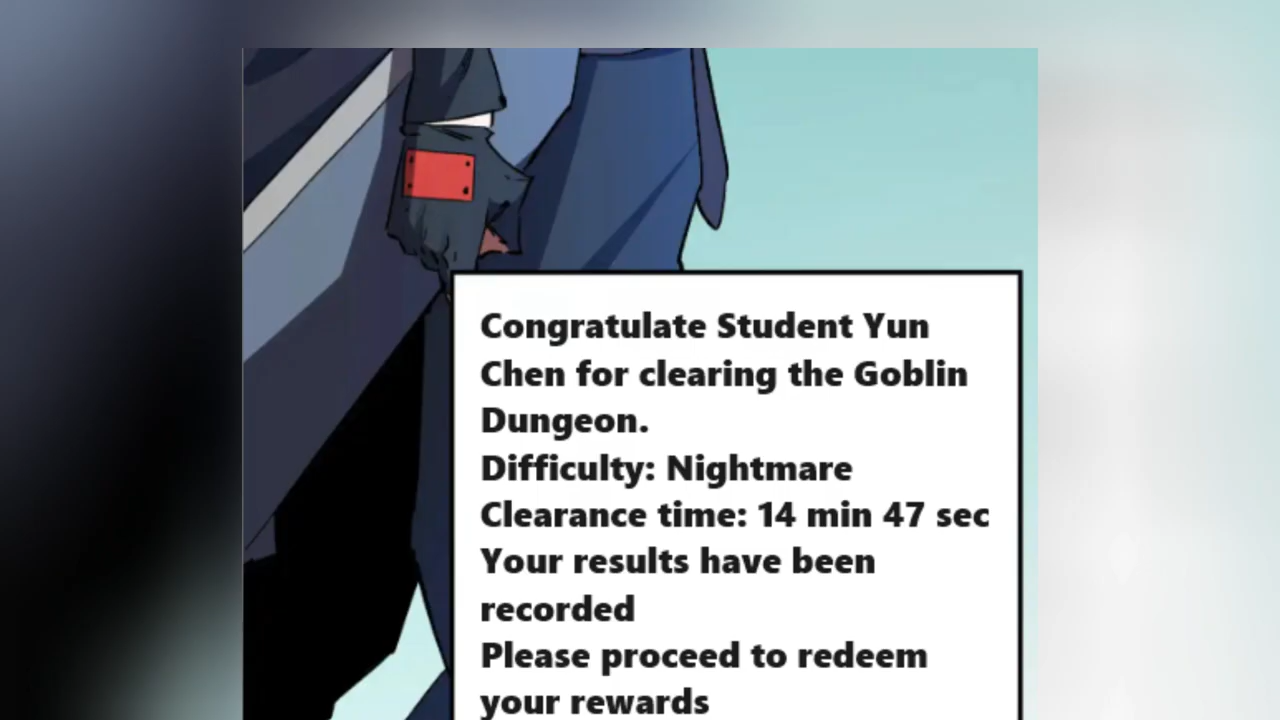 Congratulate Student Yun
Chen for clearing the Goblin
Dungeon.
Difficulty: Nightmare
Clearance time: 14 min 47 sec
Your results have been
recorded
Please proceed to redeem
your rewards